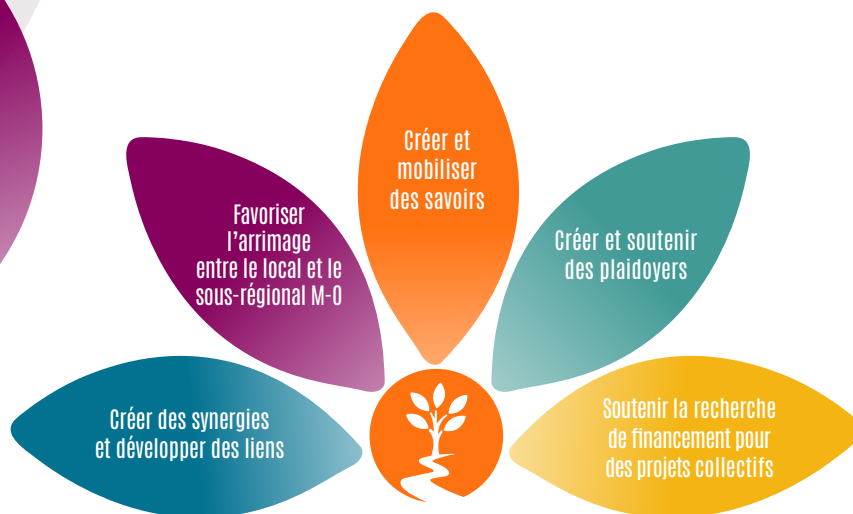 Créer et
mobiliser
des savoirs
Favoriser
l’arrimage
entre le local et le
sous-régional M-O
Créer et soutenir
des plaidoyers
Créer des synergies
et développer des liens
Soutenir la recherche
de financement pour
des projets collectifs